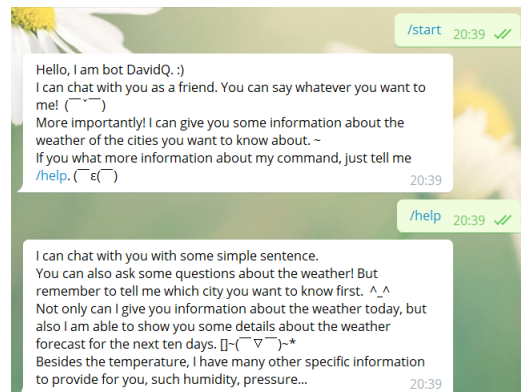 /start
20:39
Hello, I am bot DavidQ. :)
I can chat with you as a friend. You can say whatever you want to
me! (￣ˇ￣)
More importantly! I can give you some information about the
weather of the cities you want to know about. ~
If you what more information about my command, just tell me
/help. (￣ε(￣)
20:39
/help
20:39
I can chat with you with some simple sentence.
You can also ask some questions about the weather! But
remember to tell me which city you want to know first. ^_^
Not only can I give you information about the weather today, but
also I am able to show you some details about the weather
forecast for the next ten days. []~(￣▽￣)~*
Besides the temperature, I have many other specific information
to provide for you, such humidity, pressure...
20:39